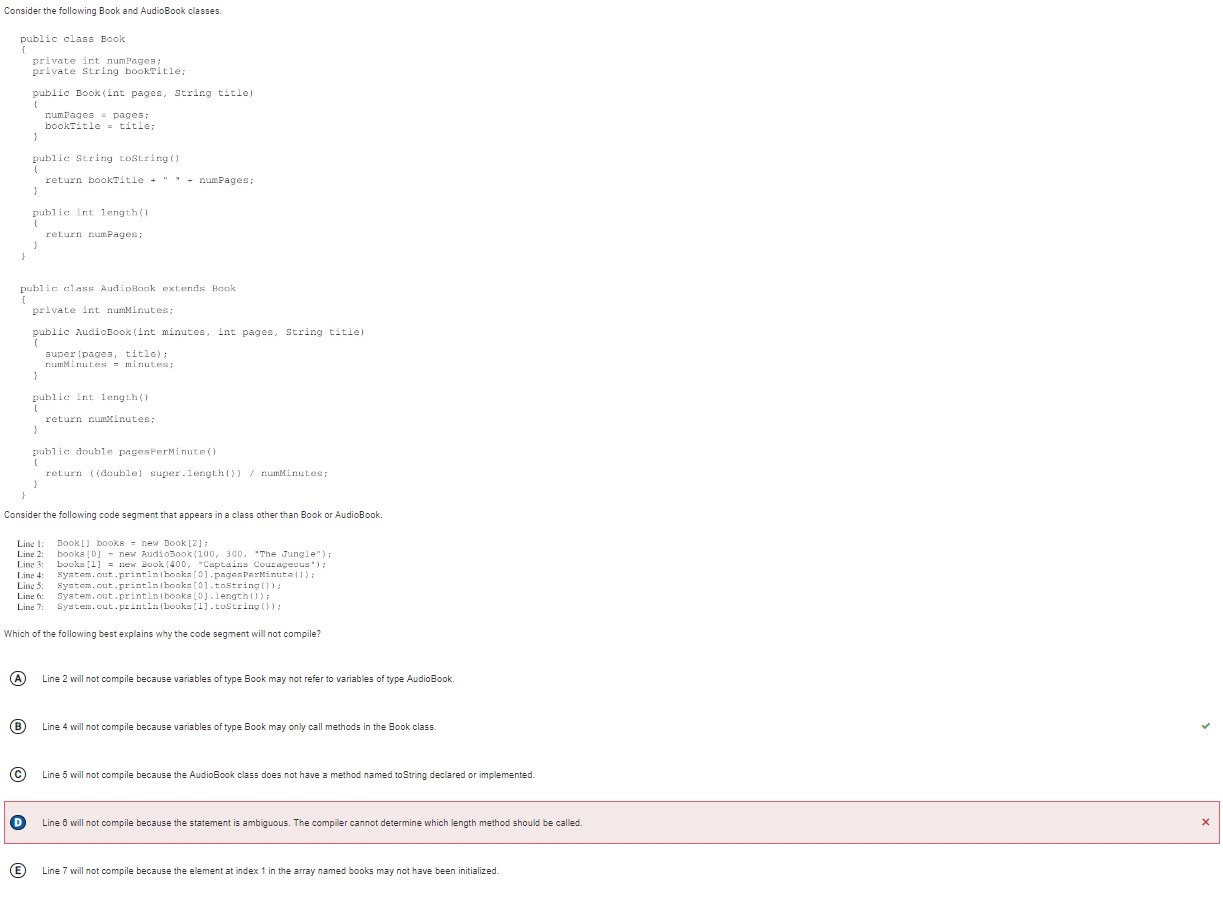 Consider the following Book and AudioBook classes.
public class Book
{
private int numPages;
private String bookTitle;
public Book(int pages, String title)
{
numPages = pages;
bookTitle = title;
}
public String toString()
{
return bookTitle + " " + numPages;
}
public int length()
{
return numPages;
}
}
public class AudioBook extends Book
{
private int numMinutes;
public AudioBook(int minutes, int pages, String title)
{
super(pages, title);
numMinutes = minutes;
}
public int length()
{
return numMinutes;
}
public double pagesPerMinute()
{
return ((double) super.length()) / numMinutes;
}
}
Consider the following code segment that appears in a class other than Book or AudioBook.
Line 1: Book[] books = new Book[2];
Line 2: books[0] = new AudioBook(100, 300, "The Jungle");
Line 3: books[1] = new Book(400, "Captains Courageous");
Line 4: System.out.println(books[0].pagesPerMinute());
Line 5: System.out.println(books[0].toString());
Line 6: System.out.println(books[0].length());
Line 7: System.out.println(books[1].toString());
Which of the following best explains why the code segment will not compile?
A Line 2 will not compile because variables of type Book may not refer to variables of type AudioBook.
B Line 4 will not compile because variables of type Book may only call methods in the Book class.
C Line 5 will not compile because the AudioBook class does not have a method named toString declared or implemented.
D Line 6 will not compile because the statement is ambiguous. The compiler cannot determine which length method should be called.
E Line 7 will not compile because the element at index 1 in the array named books may not have been initialized.